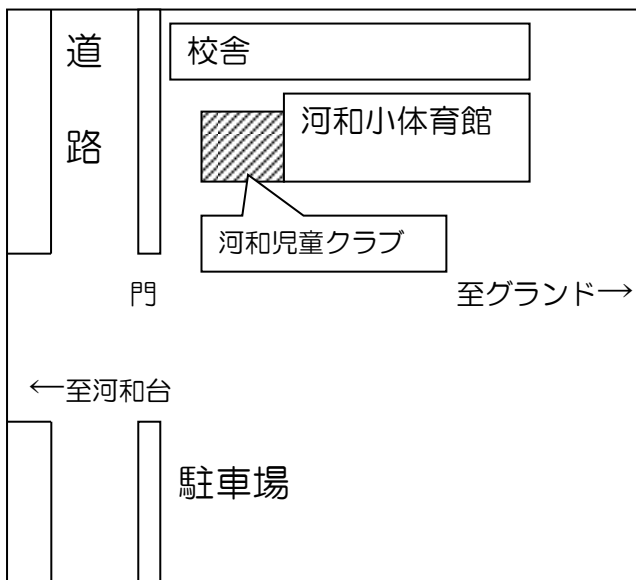 道路
校舎
河和小体育館
河和児童クラブ
門
至グランド→
←至河和台
駐車場